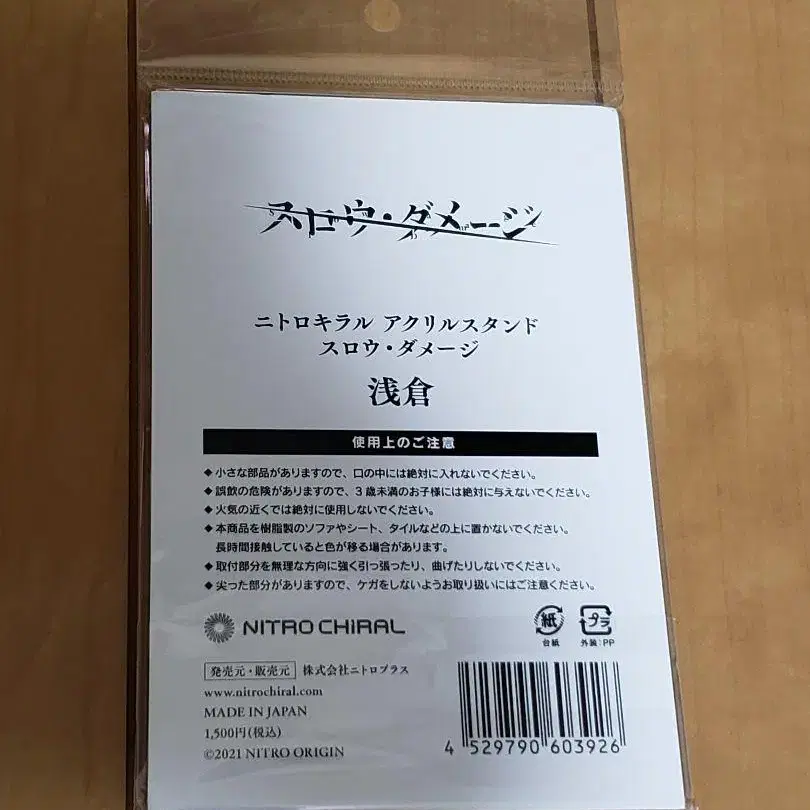 スロウ・ダメージ
ニトロキラル アクリルスタンド
スロウ・ダメージ
浅倉
使用上のご注意
◆小さな部品がありますので、口の中には絶対に入れないでください。
◆誤飲の危険がありますので、3歳未満のお子様には絶対に与えないでください。
◆火気の近くでは絶対に使用しないでください。
◆本商品を樹脂製のソファやシート、タイルなどの上に置かないでください。
長時間接触していると色が移る場合があります。
◆取付部分を無理な方向に強く引っ張ったり、曲げたりしないでください。
◆尖った部分がありますので、ケガをしないようお取り扱いにはご注意ください。
NITRO CHIRAL
紙
台紙
プラ
外装:PP
発売元・販売元 株式会社ニトロプラス
www.nitrochiral.com
MADE IN JAPAN
1,500円(税込)
©2021 NITRO ORIGIN
4 529790 603926